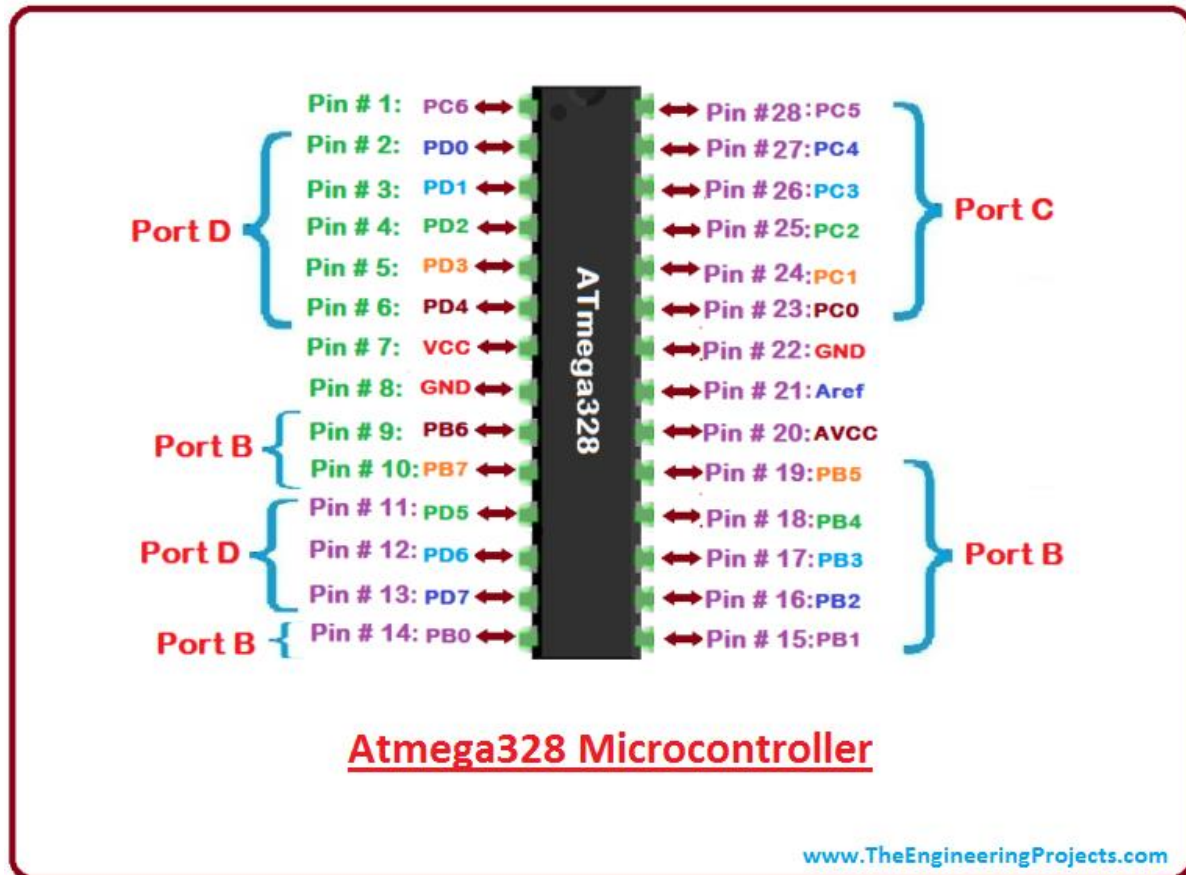 Pin # 1: PC6
Pin # 2: PD0
Pin # 3: PD1
Pin # 4: PD2
Pin # 5: PD3
Pin # 6: PD4
Port D
Pin # 7: VCC
Pin # 8: GND
Pin # 9: PB6
Pin # 10: PB7
Port B
Pin # 11: PD5
Pin # 12: PD6
Pin # 13: PD7
Port D
Pin # 14: PB0
Port B
ATmega328
Pin #28: PC5
Pin # 27: PC4
Pin # 26: PC3
Pin # 25: PC2
Pin # 24: PC1
Pin # 23: PC0
Port C
Pin # 22: GND
Pin # 21: Aref
Pin # 20: AVCC
Pin # 19: PB5
Pin # 18: PB4
Pin # 17: PB3
Pin # 16: PB2
Pin # 15: PB1
Port B
Atmega328 Microcontroller
www.TheEngineeringProjects.com